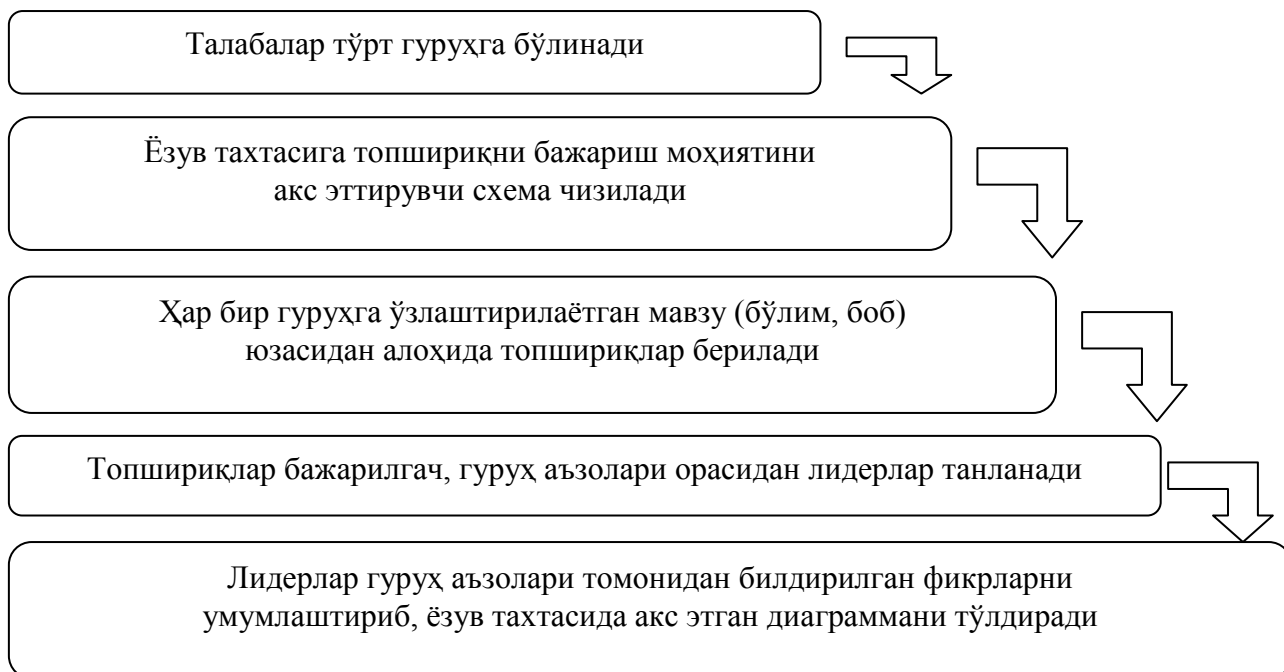 Талабалар тўрт гуруҳга бўлинади
Ёзув тахтасига топшириқни бажариш моҳиятини
акс эттирувчи схема чизилади
Ҳар бир гуруҳга ўзлаштирилаётган мавзу (бўлим, боб)
юзасидан алоҳида топшириқлар берилади
Топшириқлар бажарилгач, гуруҳ аъзолари орасидан лидерлар танланади
Лидерлар гуруҳ аъзолари томонидан билдирилган фикрларни
умумлаштириб, ёзув тахтасида акс этган диаграммани тўлдиради